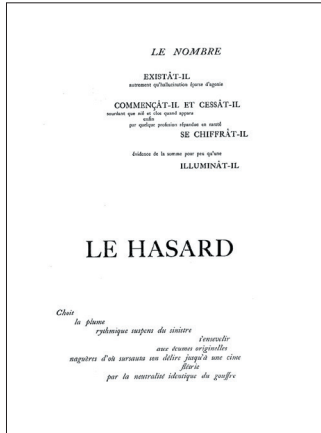 LE NOMBRE
EXISTÂT-IL
autrement qu'hallucination éparse d'agonie
COMMENÇÂT-IL ET CESSÂT-IL
sourdant que nié et clos quand apparu
enfin
par quelque profusion répandue en rareté
SE CHIFFRÂT-IL
évidence de la somme pour peu qu'une
ILLUMINÂT-IL
LE HASARD
Choit
la plume
rythmique suspens du sinistre
s'ensevelir
aux écumes originelles
naguères d'où sursauta son délire jusqu'à une cime
flétrie
par la neutralité identique du gouffre